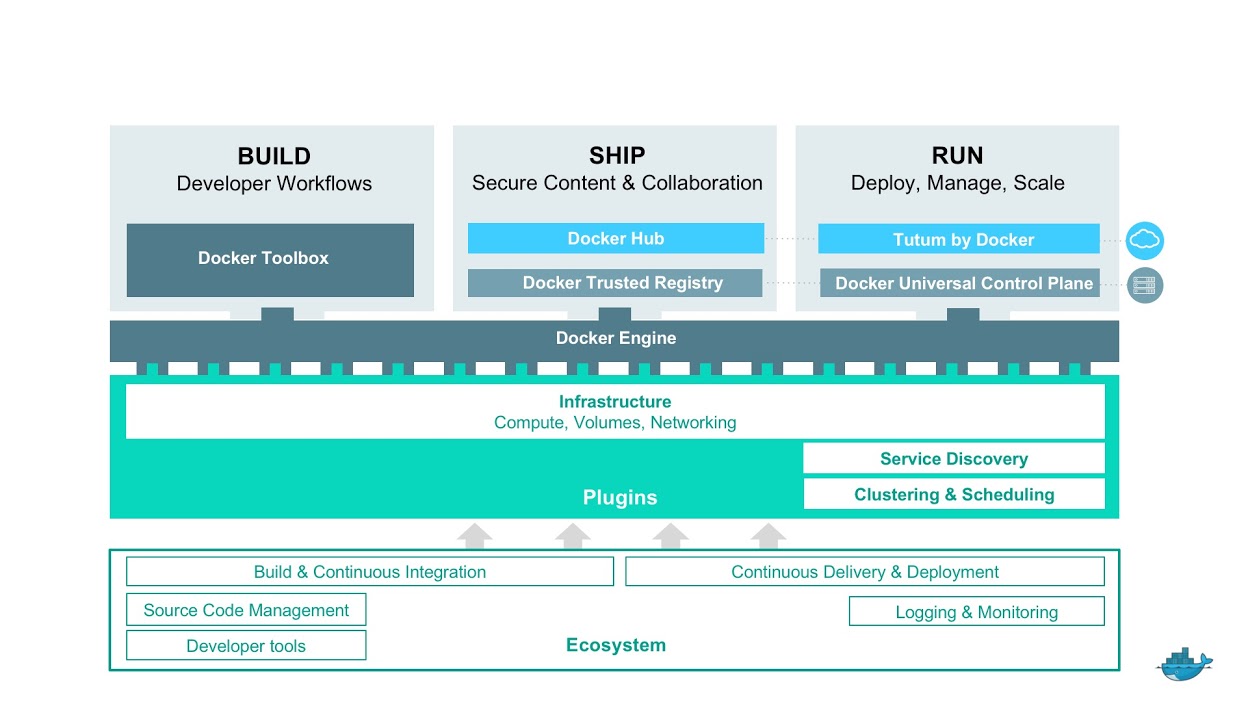 BUILD
Developer Workflows
Docker Toolbox
SHIP
Secure Content & Collaboration
Docker Hub
Docker Trusted Registry
RUN
Deploy, Manage, Scale
Tutum by Docker
Docker Universal Control Plane
Docker Engine
Infrastructure
Compute, Volumes, Networking
Service Discovery
Clustering & Scheduling
Plugins
Build & Continuous Integration
Continuous Delivery & Deployment
Source Code Management
Logging & Monitoring
Developer tools
Ecosystem